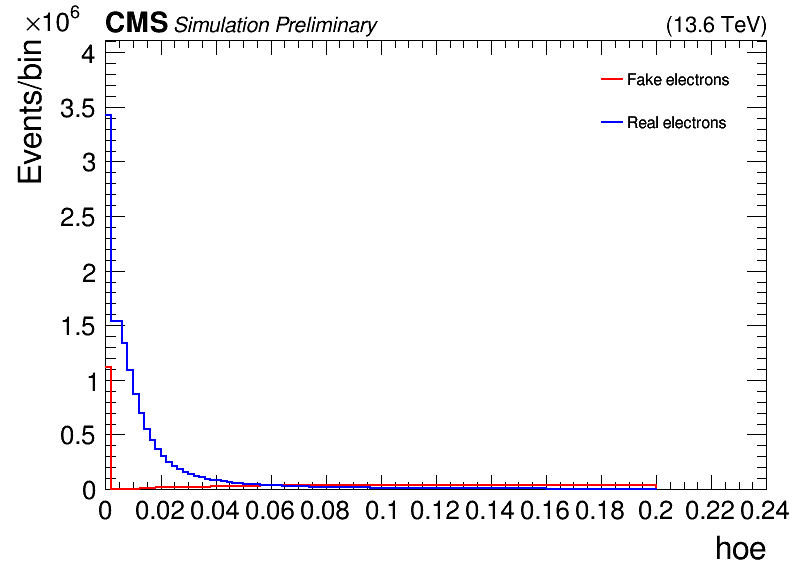 ×10⁶ CMS Simulation Preliminary (13.6 TeV)
Events/bin
Fake electrons
Real electrons
4
3.5
3
2.5
2
1.5
1
0.5
0
0 0.02 0.04 0.06 0.08 0.1 0.12 0.14 0.16 0.18 0.2 0.22 0.24
hoe